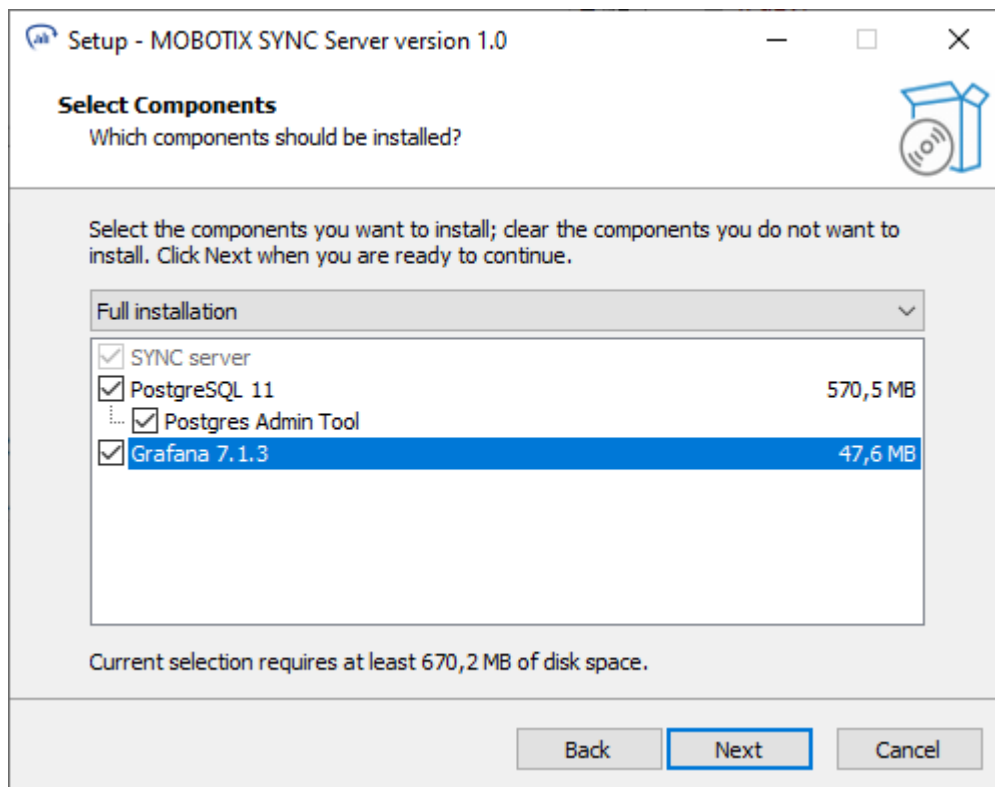 Setup - MOBOTIX SYNC Server version 1.0
Select Components
Which components should be installed?
Select the components you want to install; clear the components you do not want to
install. Click Next when you are ready to continue.
Full installation
SYNC server
PostgreSQL 11 570,5 MB
Postgres Admin Tool
Grafana 7.1.3 47,6 MB
Current selection requires at least 670,2 MB of disk space.
Back Next Cancel